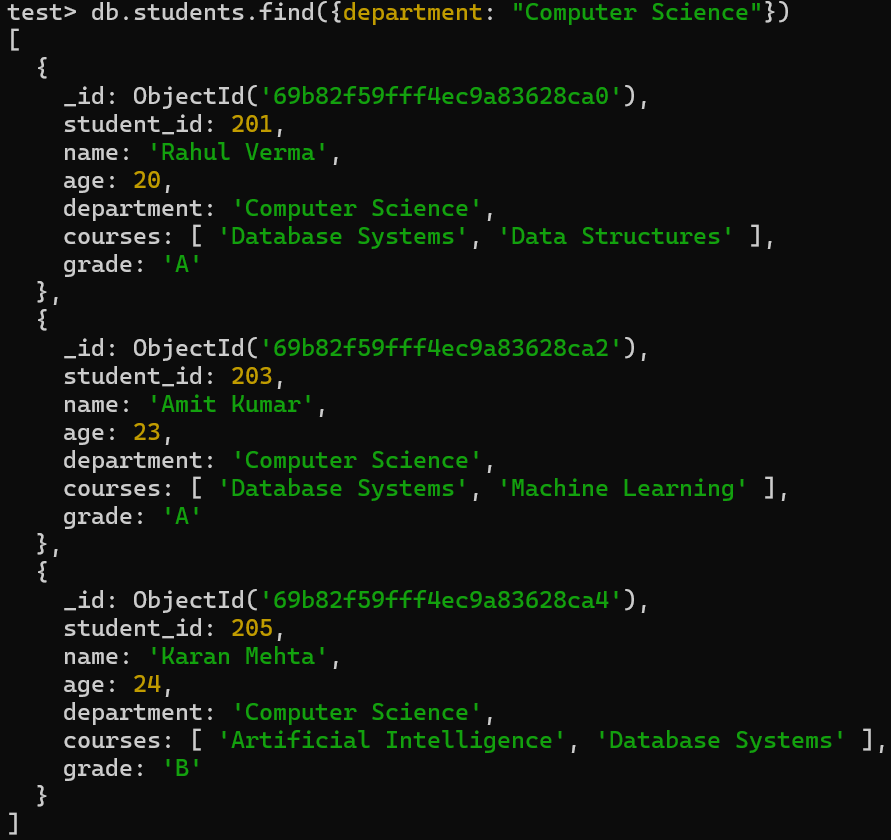 test> db.students.find({department: "Computer Science"})
[
  {
    _id: ObjectId('69b82f59fff4ec9a83628ca0'),
    student_id: 201,
    name: 'Rahul Verma',
    age: 20,
    department: 'Computer Science',
    courses: [ 'Database Systems', 'Data Structures' ],
    grade: 'A'
  },
  {
    _id: ObjectId('69b82f59fff4ec9a83628ca2'),
    student_id: 203,
    name: 'Amit Kumar',
    age: 23,
    department: 'Computer Science',
    courses: [ 'Database Systems', 'Machine Learning' ],
    grade: 'A'
  },
  {
    _id: ObjectId('69b82f59fff4ec9a83628ca4'),
    student_id: 205,
    name: 'Karan Mehta',
    age: 24,
    department: 'Computer Science',
    courses: [ 'Artificial Intelligence', 'Database Systems' ],
    grade: 'B'
  }
]